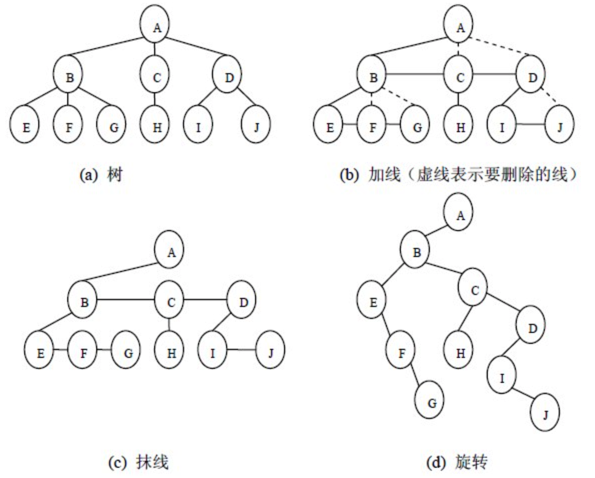 A
B C D
E F G H I J
(a) 树
A
B C D
E F G H I J
(b) 加线（虚线表示要删除的线）
A
B C D
E F G H I J
(c) 抹线
A
B
C
E
D
F
H
I
G
J
(d) 旋转